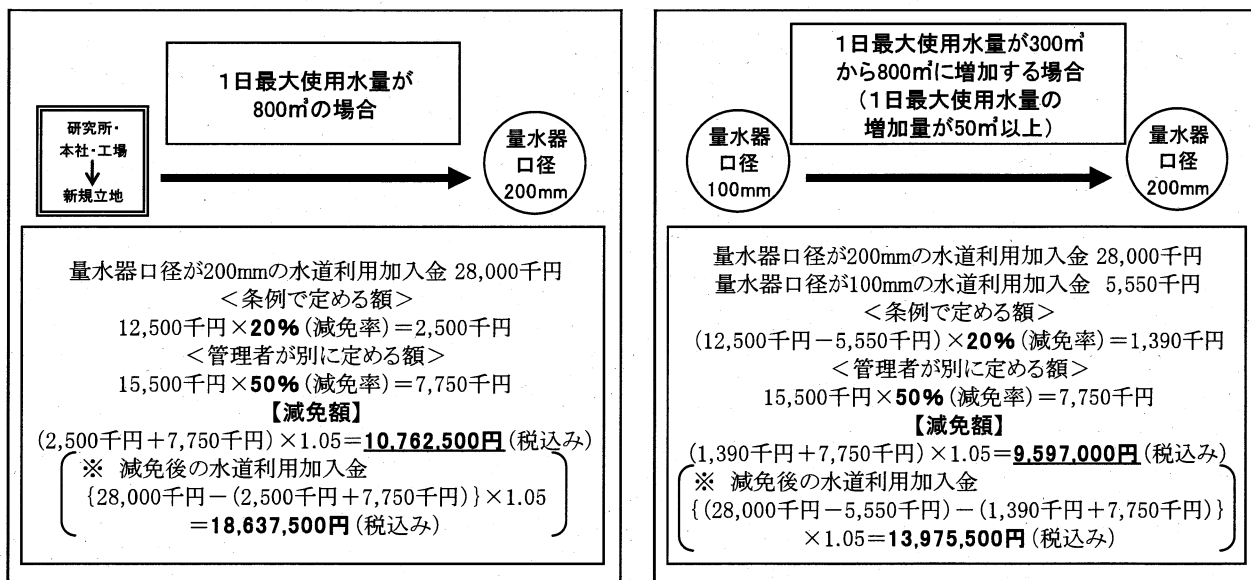 1日最大使用水量が
800㎥の場合
研究所・
本社・工場
↓
新規立地
量水器
口径
200mm
量水器口径が200mmの水道利用加入金 28,000千円
＜条例で定める額＞
12,500千円×20%(減免率)＝2,500千円
＜管理者が別に定める額＞
15,500千円×50%(減免率)＝7,750千円
【減免額】
(2,500千円＋7,750千円)×1.05＝10,762,500円(税込み)
※ 減免後の水道利用加入金
{28,000千円－(2,500千円＋7,750千円)}×1.05
＝18,637,500円(税込み)
1日最大使用水量が300㎥
から800㎥に増加する場合
(1日最大使用水量の
増加量が50㎥以上)
量水器
口径
100mm
量水器
口径
200mm
量水器口径が200mmの水道利用加入金 28,000千円
量水器口径が100mmの水道利用加入金 5,550千円
＜条例で定める額＞
(12,500千円－5,550千円)×20%(減免率)＝1,390千円
＜管理者が別に定める額＞
15,500千円×50%(減免率)＝7,750千円
【減免額】
(1,390千円＋7,750千円)×1.05＝9,597,000円(税込み)
※ 減免後の水道利用加入金
{(28,000千円－5,550千円)－(1,390千円＋7,750千円)}
×1.05＝13,975,500円(税込み)